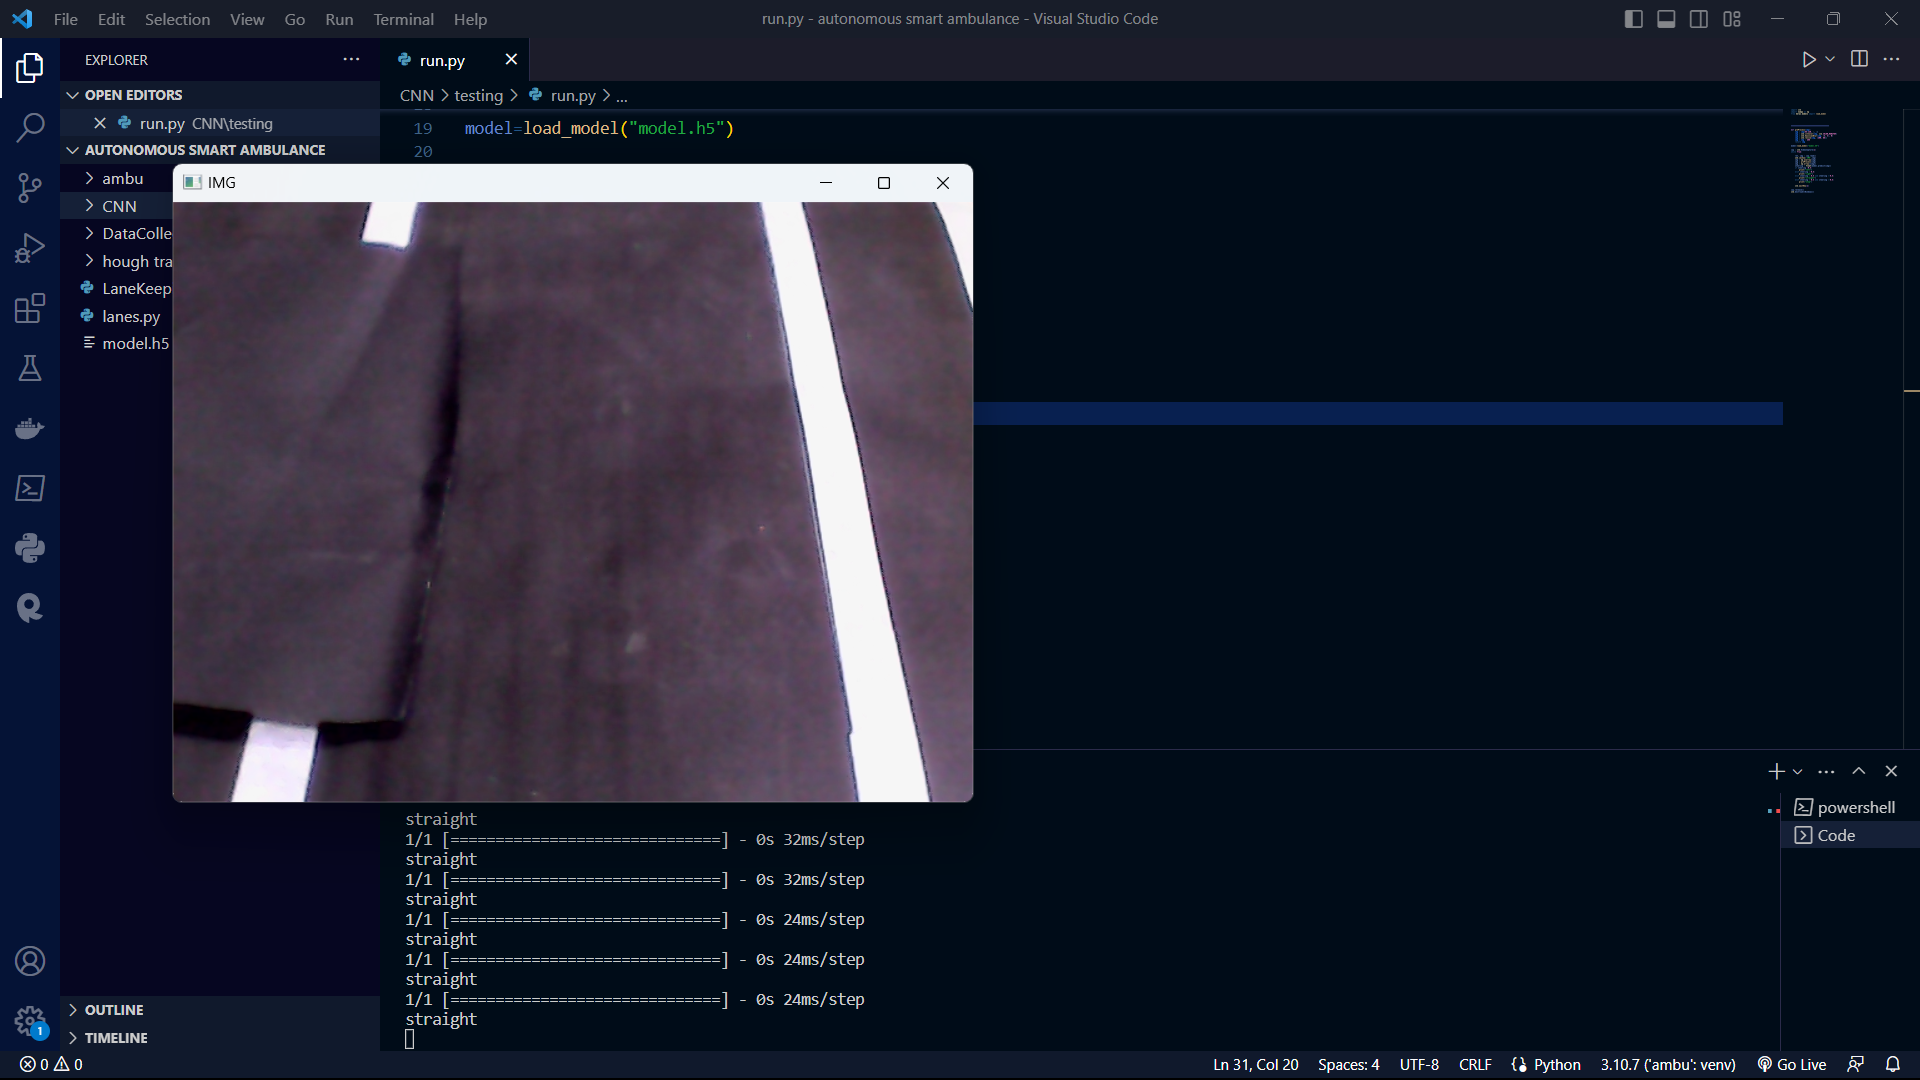 File Edit Selection View Go Run Terminal Help
run.py - autonomous smart ambulance - Visual Studio Code
EXPLORER
OPEN EDITORS
run.py CNN\testing
AUTONOMOUS SMART AMBULANCE
ambu
CNN
DataColle
hough tra
LaneKeep
lanes.py
model.h5
OUTLINE
TIMELINE
run.py
CNN > testing > run.py > ...
19 model=load_model("model.h5")
20
IMG
straight
1/1 [==============================] - 0s 32ms/step
straight
1/1 [==============================] - 0s 32ms/step
straight
1/1 [==============================] - 0s 24ms/step
straight
1/1 [==============================] - 0s 24ms/step
straight
1/1 [==============================] - 0s 24ms/step
straight
powershell
Code
1
0 0
Ln 31, Col 20 Spaces: 4 UTF-8 CRLF Python 3.10.7 ('ambu': venv) Go Live